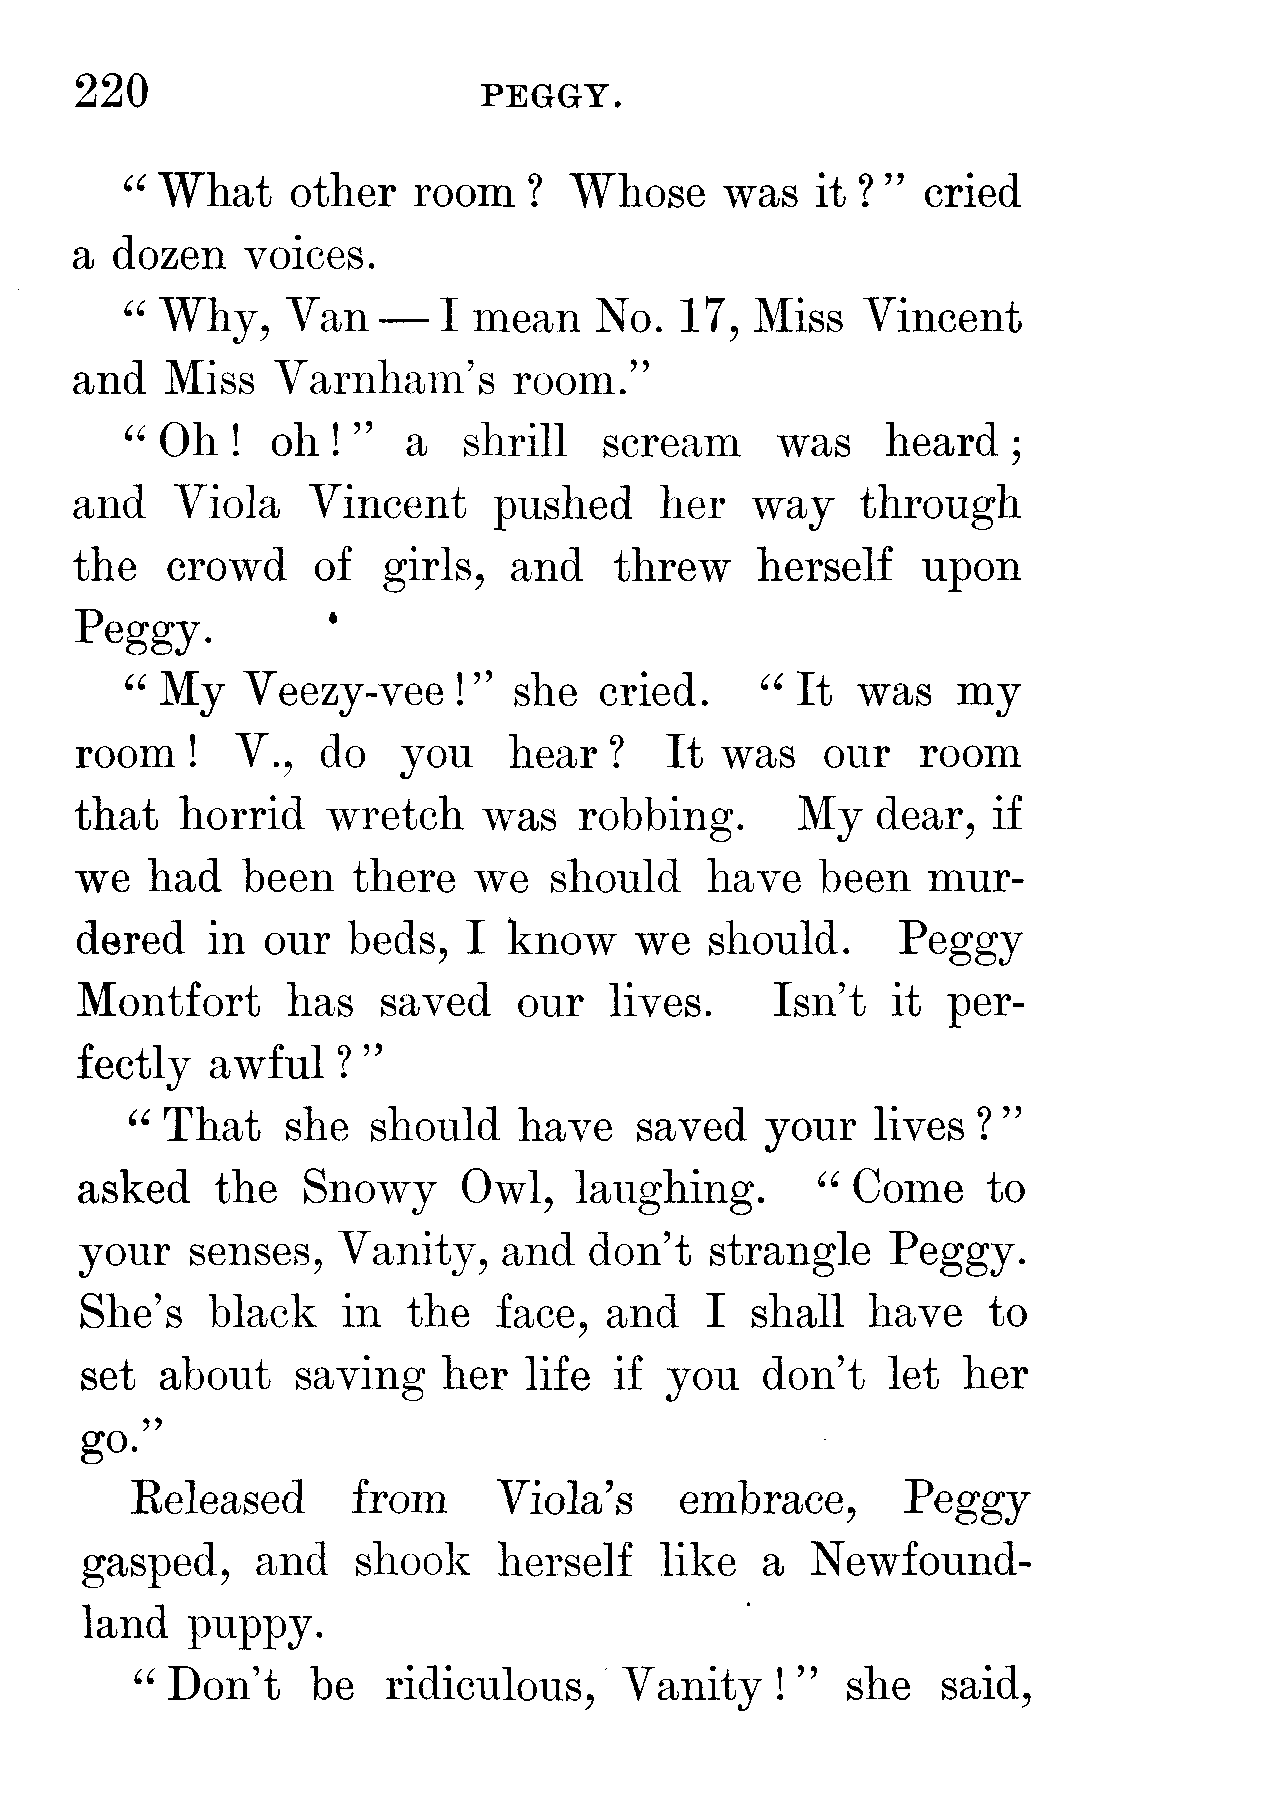 220 PEGGY.
“What other room? Whose was it?” cried
a dozen voices.
“Why, Van — I mean No. 17, Miss Vincent
and Miss Varnham’s room.”
“Oh! oh!” a shrill scream was heard;
and Viola Vincent pushed her way through
the crowd of girls, and threw herself upon
Peggy.
“My Veezy-vee!” she cried. “It was my
room! V., do you hear? It was our room
that horrid wretch was robbing. My dear, if
we had been there we should have been mur-
dered in our beds, I know we should. Peggy
Montfort has saved our lives. Isn’t it per-
fectly awful?”
“That she should have saved your lives?”
asked the Snowy Owl, laughing. “Come to
your senses, Vanity, and don’t strangle Peggy.
She’s black in the face, and I shall have to
set about saving her life if you don’t let her
go.”
Released from Viola’s embrace, Peggy
gasped, and shook herself like a Newfound-
land puppy.
“Don’t be ridiculous, Vanity!” she said,